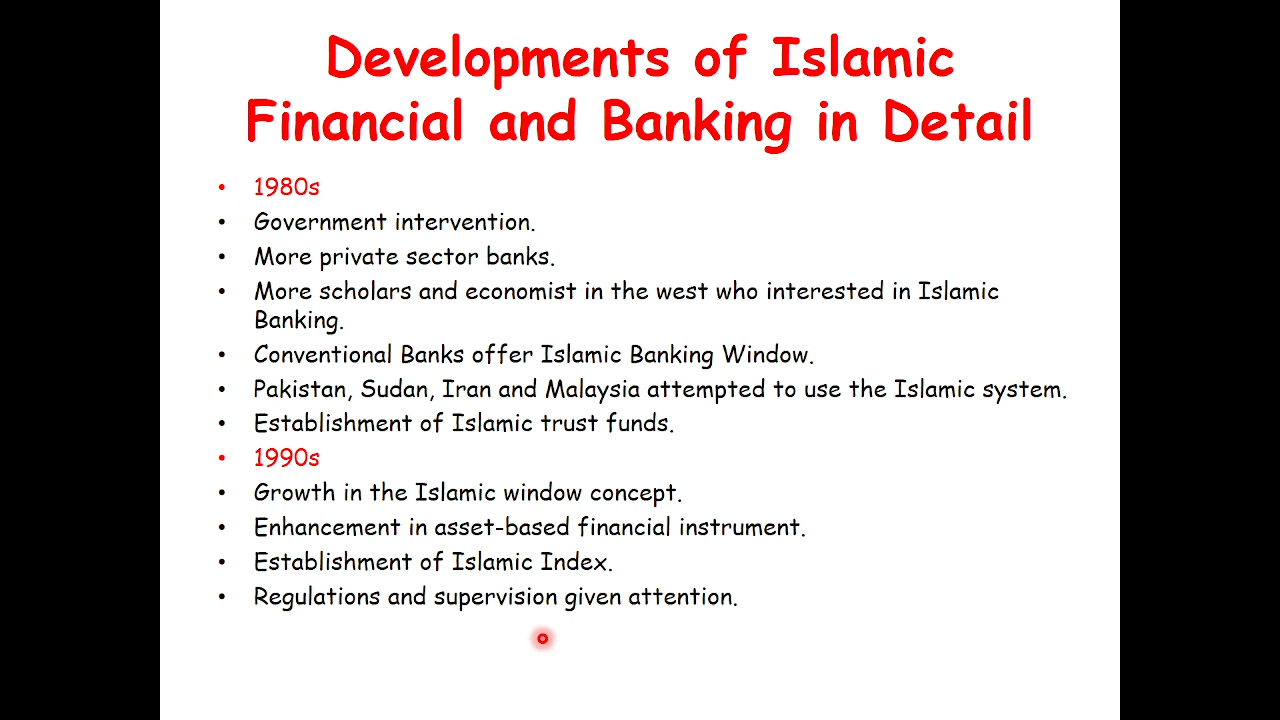 Developments of Islamic
Financial and Banking in Detail
• 1980s
• Government intervention.
• More private sector banks.
• More scholars and economist in the west who interested in Islamic
Banking.
• Conventional Banks offer Islamic Banking Window.
• Pakistan, Sudan, Iran and Malaysia attempted to use the Islamic system.
• Establishment of Islamic trust funds.
• 1990s
• Growth in the Islamic window concept.
• Enhancement in asset-based financial instrument.
• Establishment of Islamic Index.
• Regulations and supervision given attention.